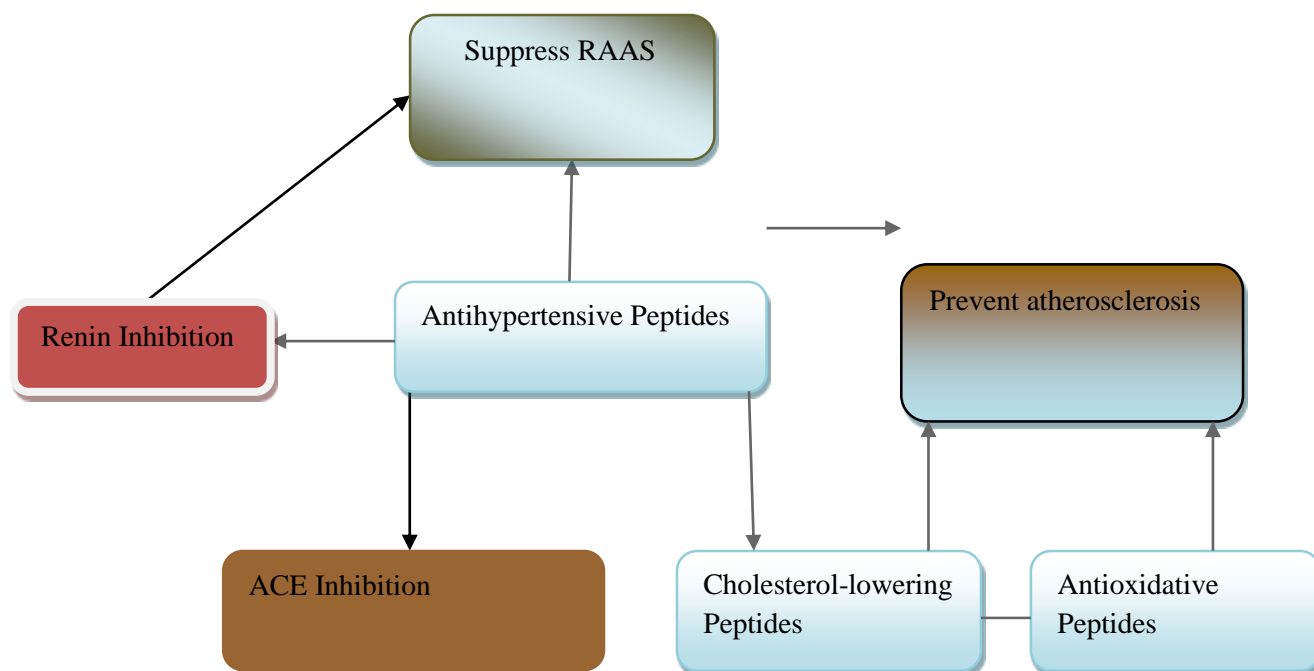 Suppress RAAS
Antihypertensive Peptides
Prevent atherosclerosis
Renin Inhibition
ACE Inhibition
Cholesterol-lowering
Peptides
Antioxidative
Peptides